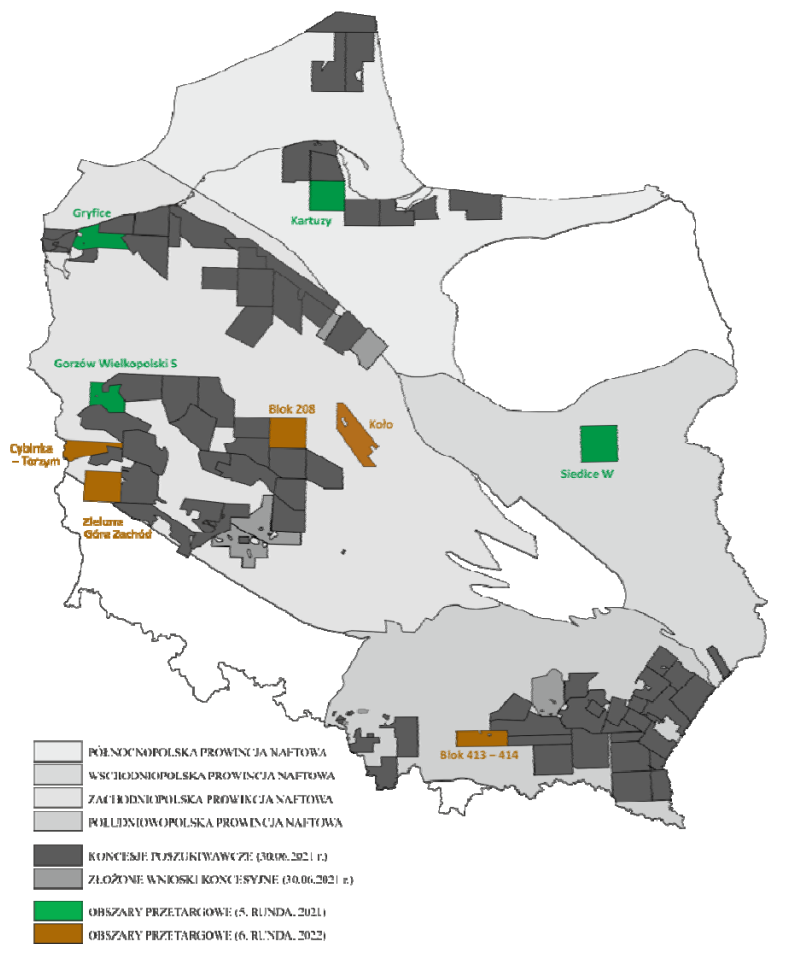 Gryfice
Kartuzy
Gorzów Wielkopolski S
Blok 208
Koło
Cybinka
– Torzym
Siedlce W
Zielona
Góra Zachód
Blok 413 – 414
PÓŁNOCNOPOLSKA PROWINCJA NAFTOWA
WSCHODNIOPOLSKA PROWINCJA NAFTOWA
ZACHODNIOPOLSKA PROWINCJA NAFTOWA
POŁUDNIOWOPOLSKA PROWINCJA NAFTOWA
KONCESJE POSZUKIWAWCZE (30.06.2021 r.)
ZŁOŻONE WNIOSKI KONCESYJNE (30.06.2021 r.)
OBSZARY PRZETARGOWE (5. RUNDA, 2021)
OBSZARY PRZETARGOWE (6. RUNDA, 2022)